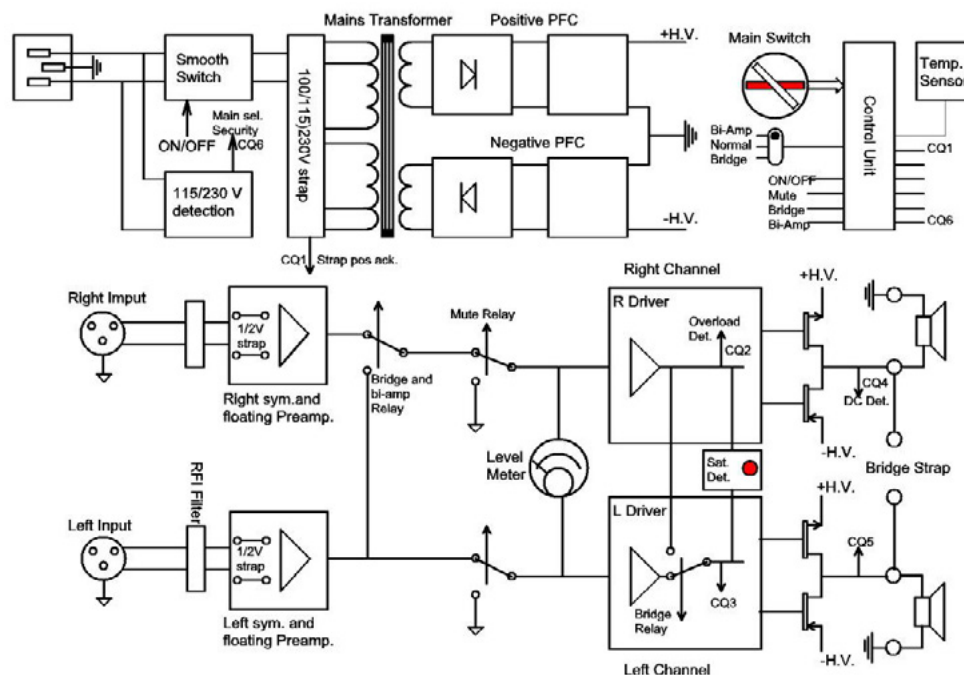 Mains Transformer
Positive PFC
+H.V.
Main Switch
Temp.
Sensor
Smooth
Switch
100/115)230V strap
Main sel.
Security
CQ6
ON/OFF
Negative PFC
Bi-Amp
Normal
Bridge
Control Unit
CQ1
115/230 V
detection
ON/OFF
Mute
Bridge
Bi-Amp
CQ6
-H.V.
CQ1 Strap pos ack.
Right Imput
1/2V
strap
Right sym.and
floating Preamp.
Bridge and
bi-amp
Relay
Mute Relay
Right Channel
R Driver
Overload
Det.
CQ2
+H.V.
CQ4
DC Det.
-H.V.
Level
Meter
Sat.
Det.
Bridge Strap
RFI Filter
Left Input
1/2V
strap
Left sym. and
floating Preamp.
L Driver
+H.V.
CQ5
CQ3
Bridge
Relay
-H.V.
Left Channel